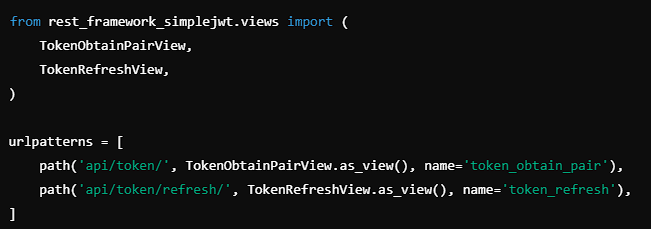 from rest_framework_simplejwt.views import (
    TokenObtainPairView,
    TokenRefreshView,
)
urlpatterns = [
    path('api/token/', TokenObtainPairView.as_view(), name='token_obtain_pair'),
    path('api/token/refresh/', TokenRefreshView.as_view(), name='token_refresh'),
]